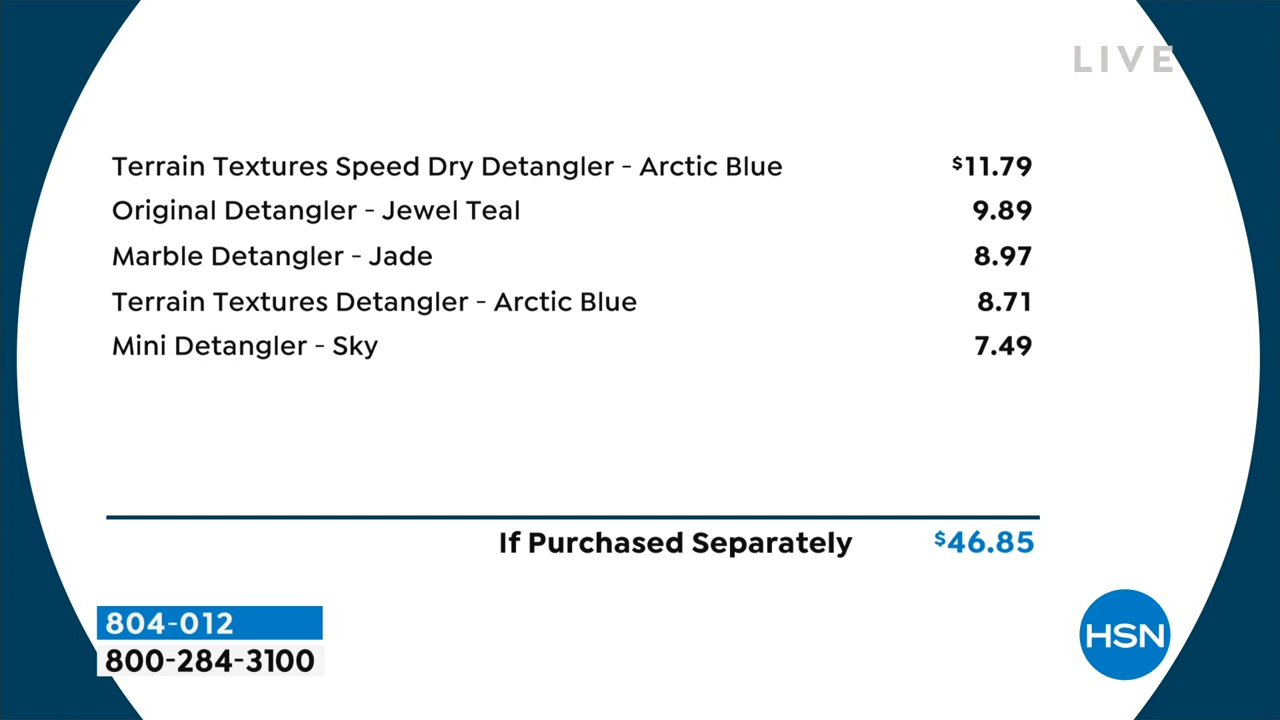 LIVE
Terrain Textures Speed Dry Detangler - Arctic Blue $11.79
Original Detangler - Jewel Teal 9.89
Marble Detangler - Jade 8.97
Terrain Textures Detangler - Arctic Blue 8.71
Mini Detangler - Sky 7.49
If Purchased Separately $46.85
804-012
800-284-3100
HSN